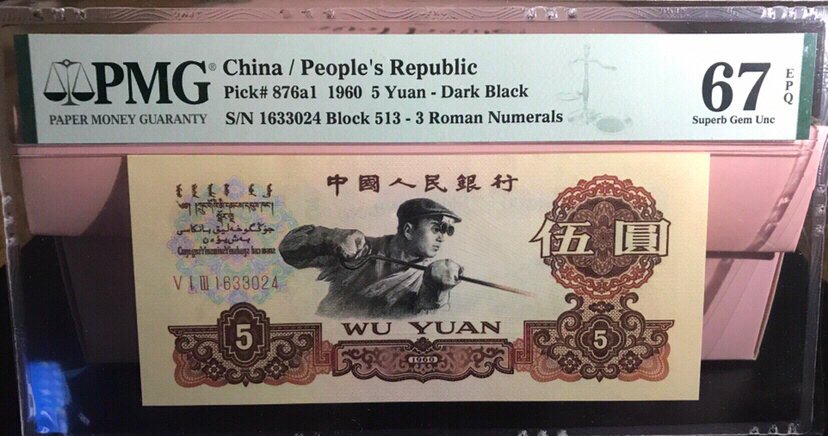 PMG®
PAPER MONEY GUARANTY
China / People's Republic
Pick# 876a1 1960 5 Yuan - Dark Black
S/N 1633024 Block 513 - 3 Roman Numerals
67
EPQ
Superb Gem Unc
中國人民銀行
伍圓
V I III 1633024
WU YUAN
5
1960
5